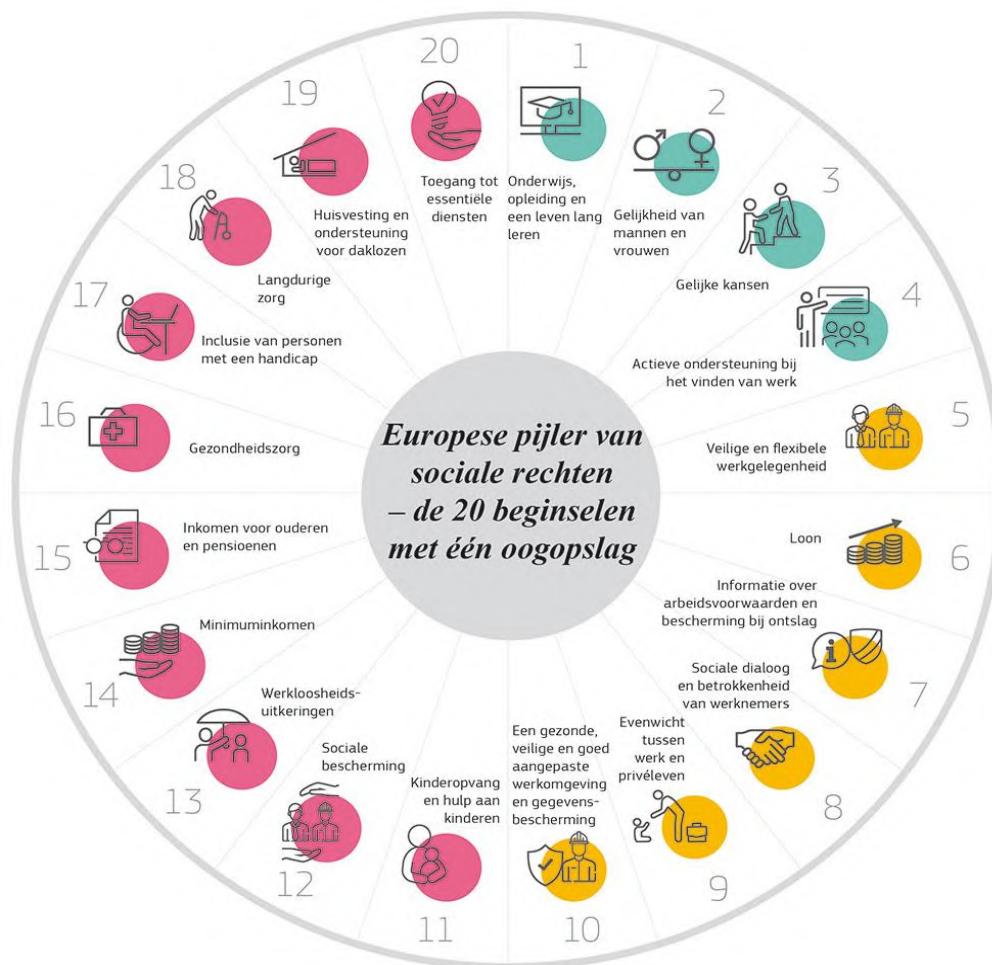 Europese pijler van
sociale rechten
– de 20 beginselen
met één oogopslag
1
Onderwijs,
opleiding en
een leven lang
leren
2
Gelijkheid van
mannen en
vrouwen
3
Gelijke kansen
4
Actieve ondersteuning bij
het vinden van werk
5
Veilige en flexibele
werkgelegenheid
6
Loon
7
Informatie over
arbeidsvoorwaarden en
bescherming bij ontslag
8
Sociale dialoog
en betrokkenheid
van werknemers
9
Evenwicht
tussen
werk en
privéleven
10
Een gezonde,
veilige en goed
aangepaste
werkomgeving
en gegevens-
bescherming
11
Kinderopvang
en hulp aan
kinderen
12
Sociale
bescherming
13
Werkloosheids-
uitkeringen
14
Minimuminkomen
15
Inkomen voor ouderen
en pensioenen
16
Gezondheidszorg
17
Inclusie van personen
met een handicap
18
Langdurige
zorg
19
Huisvesting en
ondersteuning
voor daklozen
20
Toegang tot
essentiële
diensten